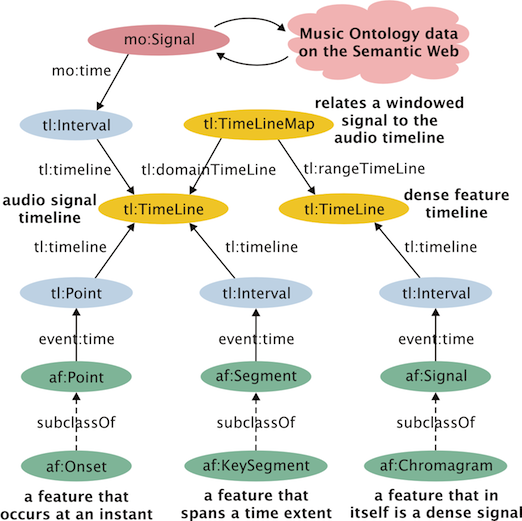 mo:Signal
Music Ontology data
on the Semantic Web
mo:time
relates a windowed
signal to the
audio timeline
tl:Interval
tl:TimeLineMap
tl:timeline
tl:domainTimeLine
tl:rangeTimeLine
audio signal
timeline
tl:TimeLine
tl:TimeLine
dense feature
timeline
tl:timeline
tl:timeline
tl:timeline
tl:Point
tl:Interval
tl:Interval
event:time
event:time
event:time
af:Point
af:Segment
af:Signal
subclassOf
subclassOf
subclassOf
af:Onset
af:KeySegment
af:Chromagram
a feature that
occurs at an instant
a feature that
spans a time extent
a feature that in
itself is a dense signal